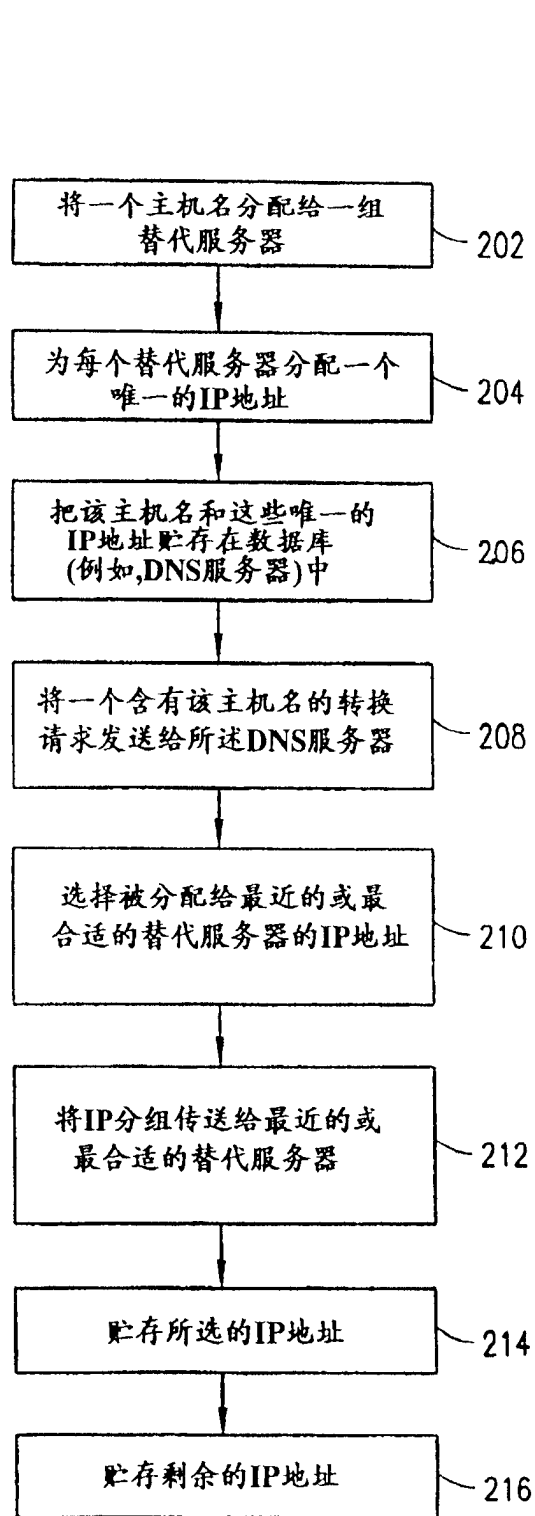 将一个主机名分配给一组
替代服务器
202
为每个替代服务器分配一个
唯一的IP地址
204
把该主机名和这些唯一的
IP地址贮存在数据库
(例如,DNS服务器)中
206
将一个含有该主机名的转换
请求发送给所述DNS服务器
208
选择被分配给最近的或最
合适的替代服务器的IP地址
210
将IP分组传送给最近的或
最合适的替代服务器
212
贮存所选的IP地址
214
贮存剩余的IP地址
216